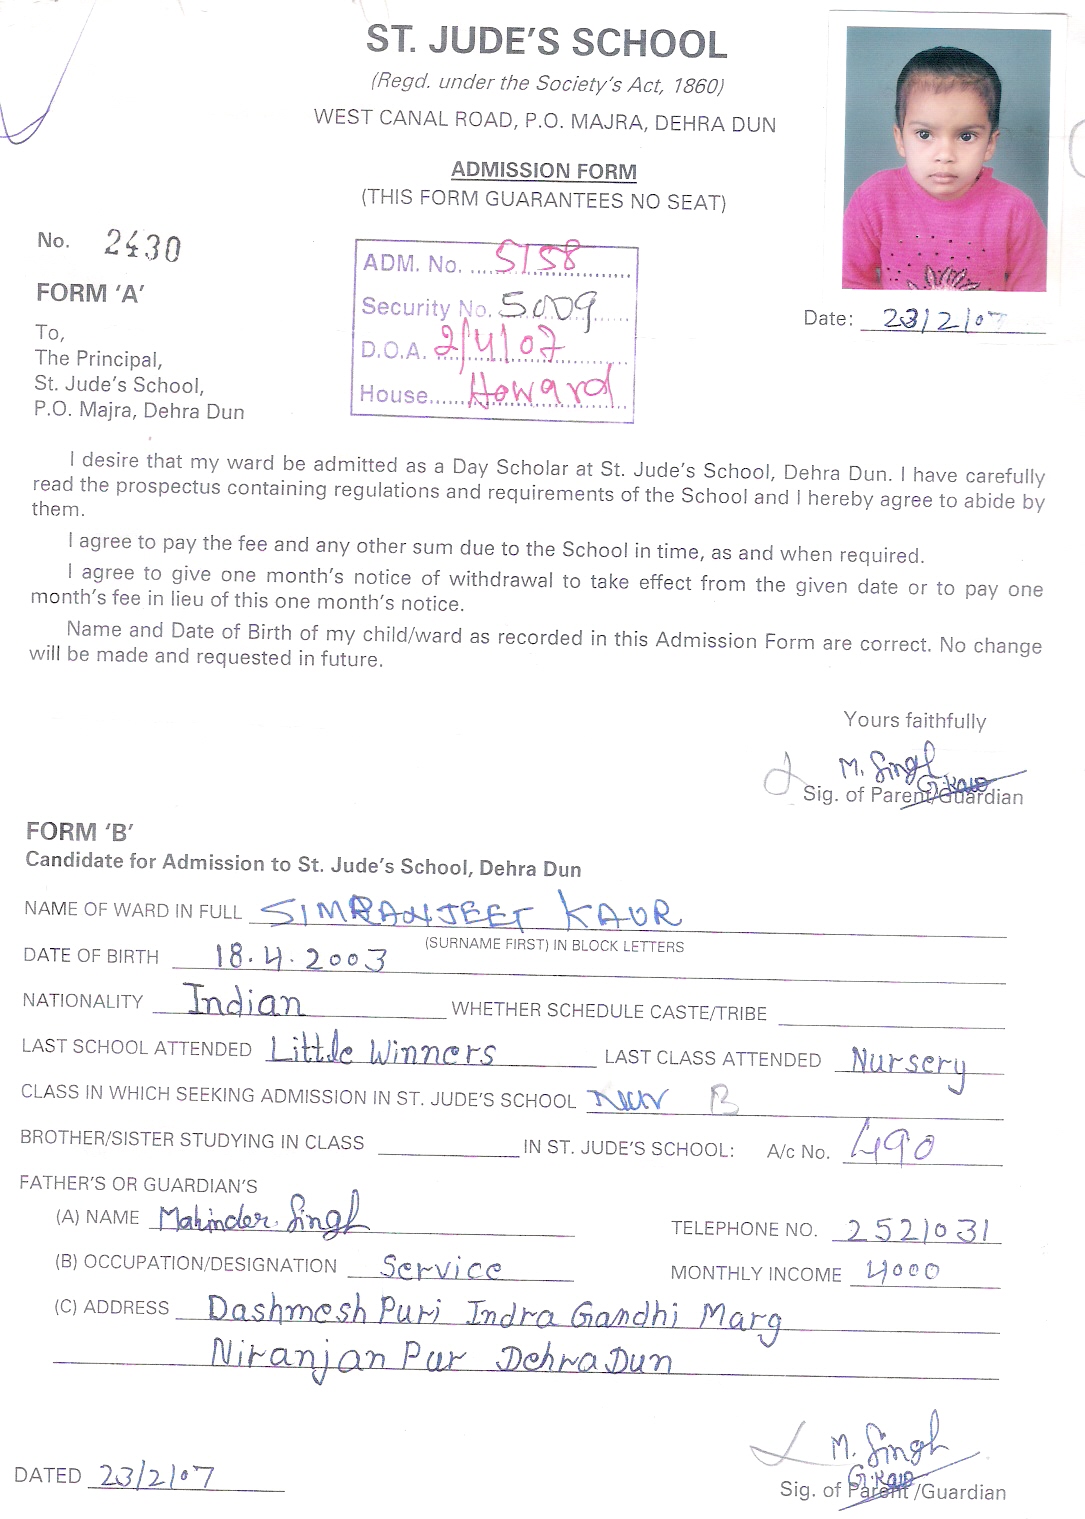 ST. JUDE'S SCHOOL
(Regd. under the Society's Act, 1860)
WEST CANAL ROAD, P.O. MAJRA, DEHRA DUN
ADMISSION FORM
(THIS FORM GUARANTEES NO SEAT)
No. 2430
ADM. No. 5158
Security No. 5009
D.O.A. 2/4/07
House Howard
Date: 23/2/07
FORM 'A'
To,
The Principal,
St. Jude's School,
P.O. Majra, Dehra Dun
I desire that my ward be admitted as a Day Scholar at St. Jude's School, Dehra Dun. I have carefully
read the prospectus containing regulations and requirements of the School and I hereby agree to abide by
them.
I agree to pay the fee and any other sum due to the School in time, as and when required.
I agree to give one month's notice of withdrawal to take effect from the given date or to pay one
month's fee in lieu of this one month's notice.
Name and Date of Birth of my child/ward as recorded in this Admission Form are correct. No change
will be made and requested in future.
Yours faithfully
M. Singh
Sig. of Parent/Guardian
FORM 'B'
Candidate for Admission to St. Jude's School, Dehra Dun
NAME OF WARD IN FULL SIMRANJEET KAUR
(SURNAME FIRST) IN BLOCK LETTERS
DATE OF BIRTH 18.4.2003
NATIONALITY Indian WHETHER SCHEDULE CASTE/TRIBE
LAST SCHOOL ATTENDED Little Winners LAST CLASS ATTENDED Nursery
CLASS IN WHICH SEEKING ADMISSION IN ST. JUDE'S SCHOOL B
BROTHER/SISTER STUDYING IN CLASS IN ST. JUDE'S SCHOOL: A/c No. 490
FATHER'S OR GUARDIAN'S
(A) NAME Mahinder Singh TELEPHONE NO. 2521031
(B) OCCUPATION/DESIGNATION Service MONTHLY INCOME 4000
(C) ADDRESS Dashmesh Puri Indra Gandhi Marg
Niranjan Pur Dehra Dun
M. Singh
DATED 23/2/07
Sig. of Parent/Guardian